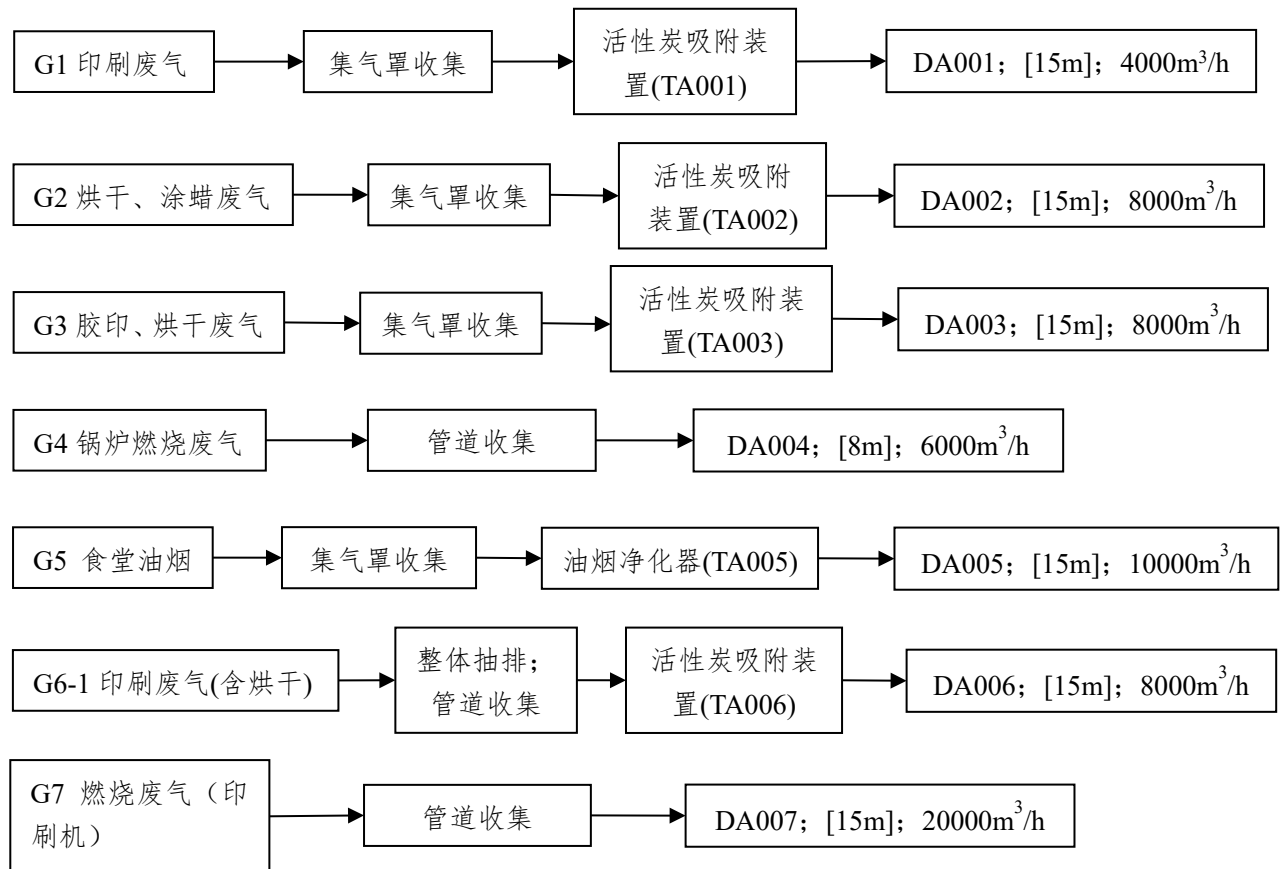 G1 印刷废气
集气罩收集
活性炭吸附装
置(TA001)
DA001；[15m]；4000m³/h
G2 烘干、涂蜡废气
集气罩收集
活性炭吸附
装置(TA002)
DA002；[15m]；8000m³/h
G3 胶印、烘干废气
集气罩收集
活性炭吸附装
置(TA003)
DA003；[15m]；8000m³/h
G4 锅炉燃烧废气
管道收集
DA004；[8m]；6000m³/h
G5 食堂油烟
集气罩收集
油烟净化器(TA005)
DA005；[15m]；10000m³/h
G6-1 印刷废气(含烘干)
整体抽排；
管道收集
活性炭吸附装
置(TA006)
DA006；[15m]；8000m³/h
G7 燃烧废气（印
刷机）
管道收集
DA007；[15m]；20000m³/h